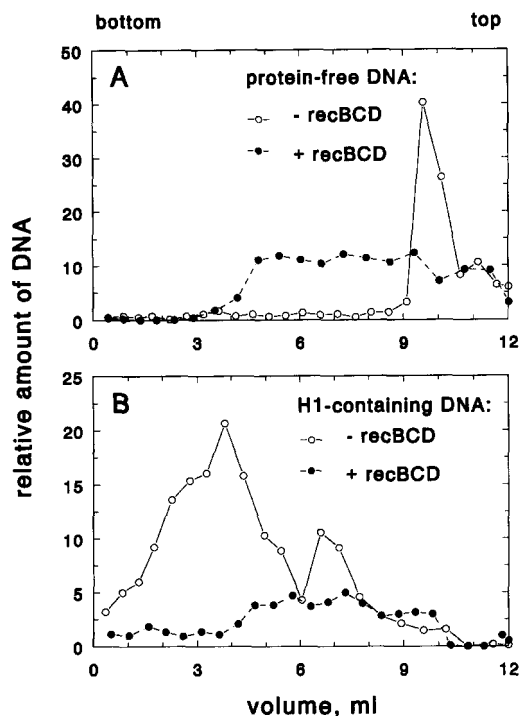 bottom top
50
40
30
20
10
0
A
protein-free DNA:
- recBCD
+ recBCD
0 3 6 9 12
relative amount of DNA
25
20
15
10
5
0
B
H1-containing DNA:
- recBCD
+ recBCD
0 3 6 9 12
volume, ml